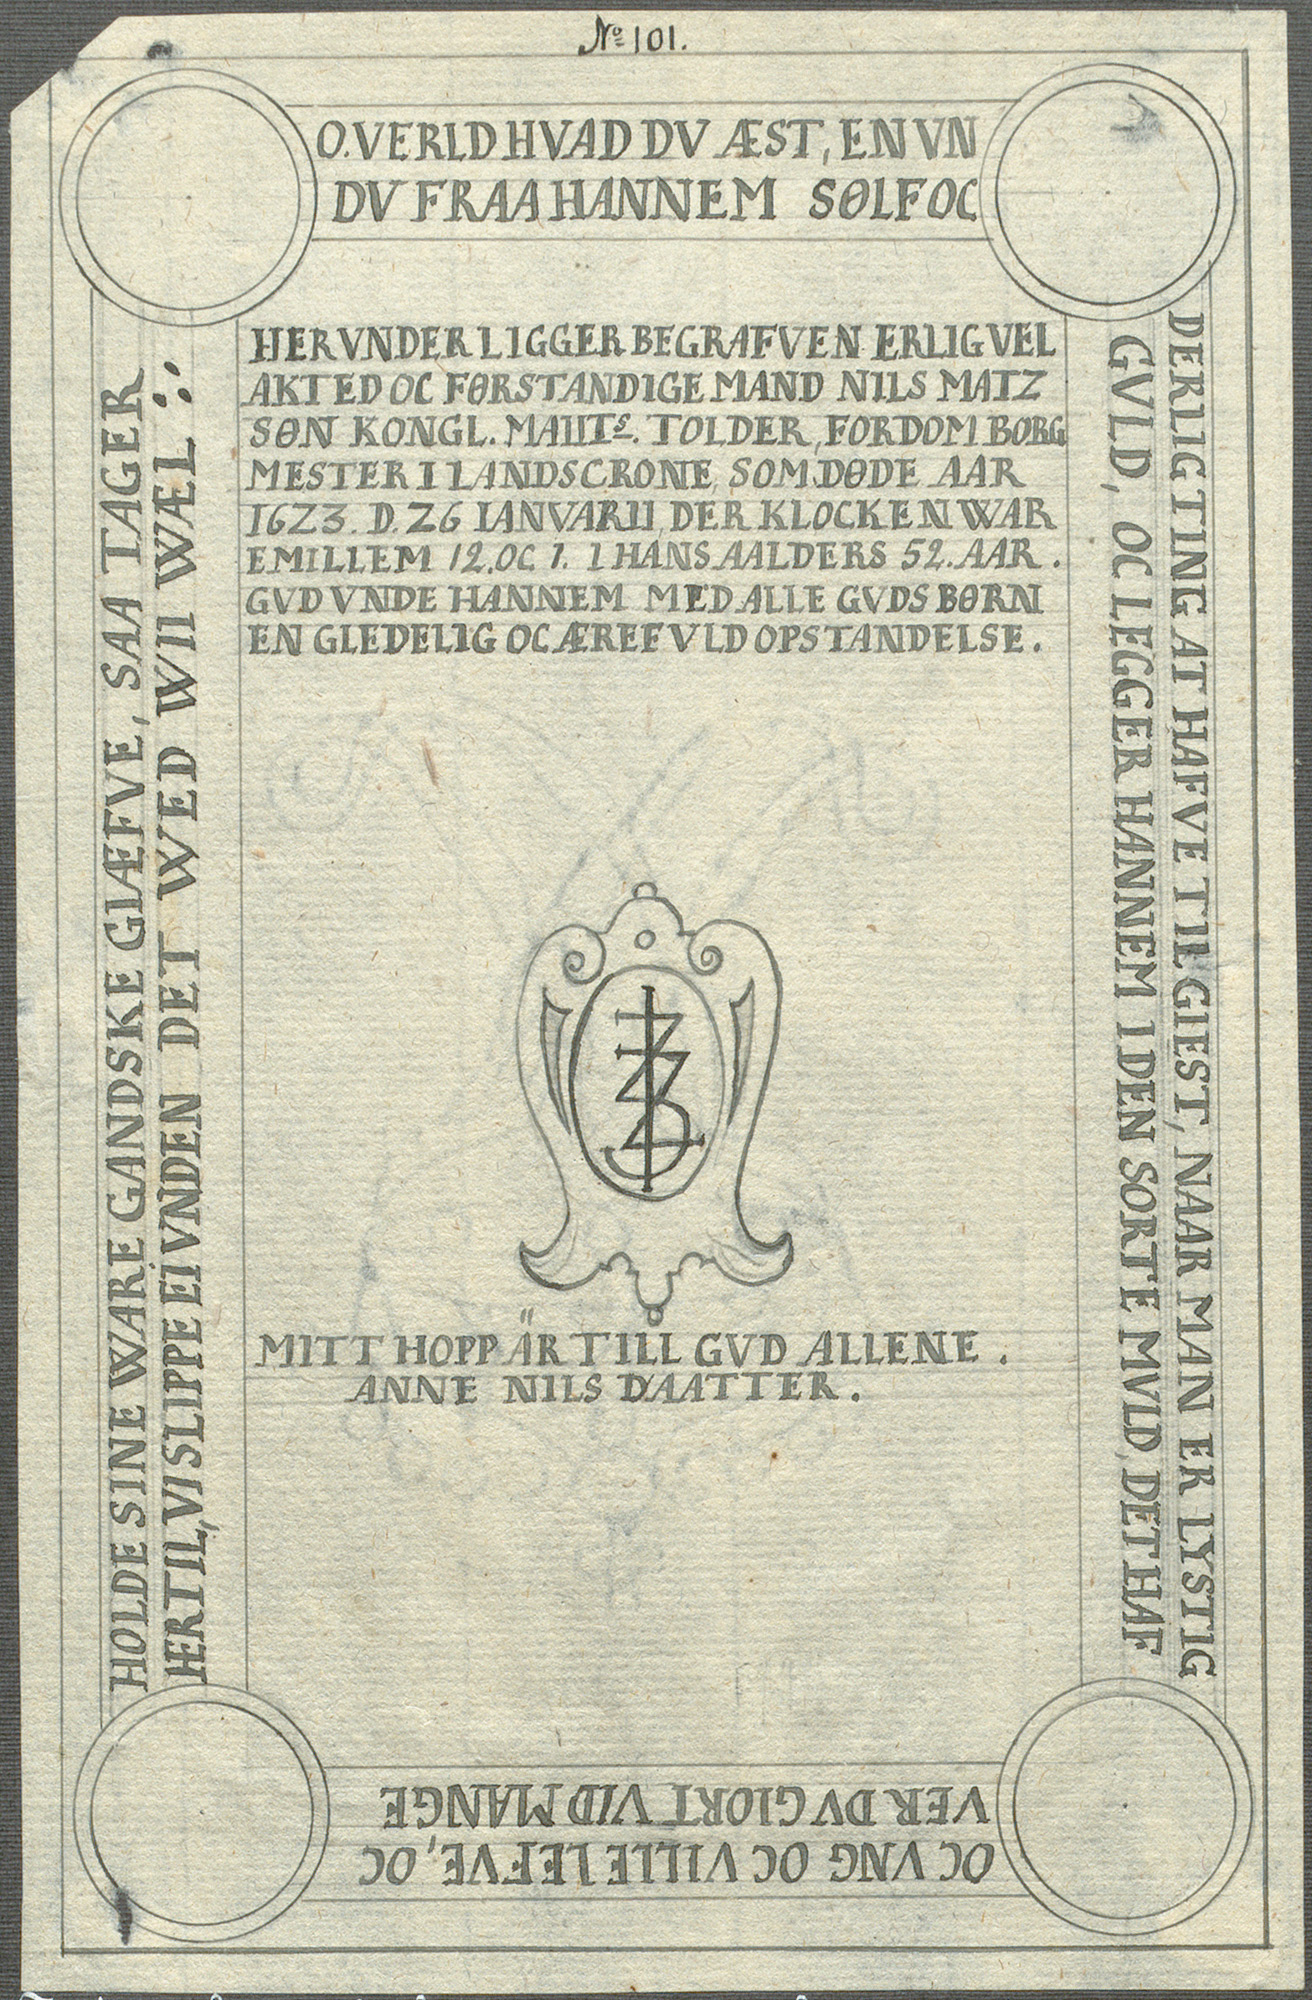 № 101.
O. VERLD HVAD DV ÆST, EN VN
DERLIG TING AT HAFVE TIL GIEST, NAAR MAN ER LYSTIG
OC VNG OC VILLE LEFVE, OC
HOLDE SINE WARE GANDSKE GIÆFVE, SAA TAGER
DV FRAA HANNEM SØLF OC
GVLD, OC LEGGER HANNEM I DEN SORTE MVLD, DET HAF
VER DV GIORT VID MANGE
HERTIL, VI SLIPPE EI VNDEN DET WED WII WÆL
HER VNDER LIGGER BEGRAFVEN ERLIG VEL
AKTED OC FØRSTANDIGE MAND NILS MATZ
SØN KONGL. MAIITS. TOLDER, FORDOM BORG
MESTER I LANDSCRONE, SOM DØDE AAR
1623. D. 26 IANVARII, DER KLOCKEN WAR
EMILLEM 12. OC 1. I HANS AALDERS 52. AAR.
GVD VNDE HANNEM MED ALLE GVDS BØRN
EN GLEDELIG OC ÆREFVLD OPSTANDELSE.
MITT HOPP ÄR TILL GVD ALLENE.
ANNE NILS DAATTER.